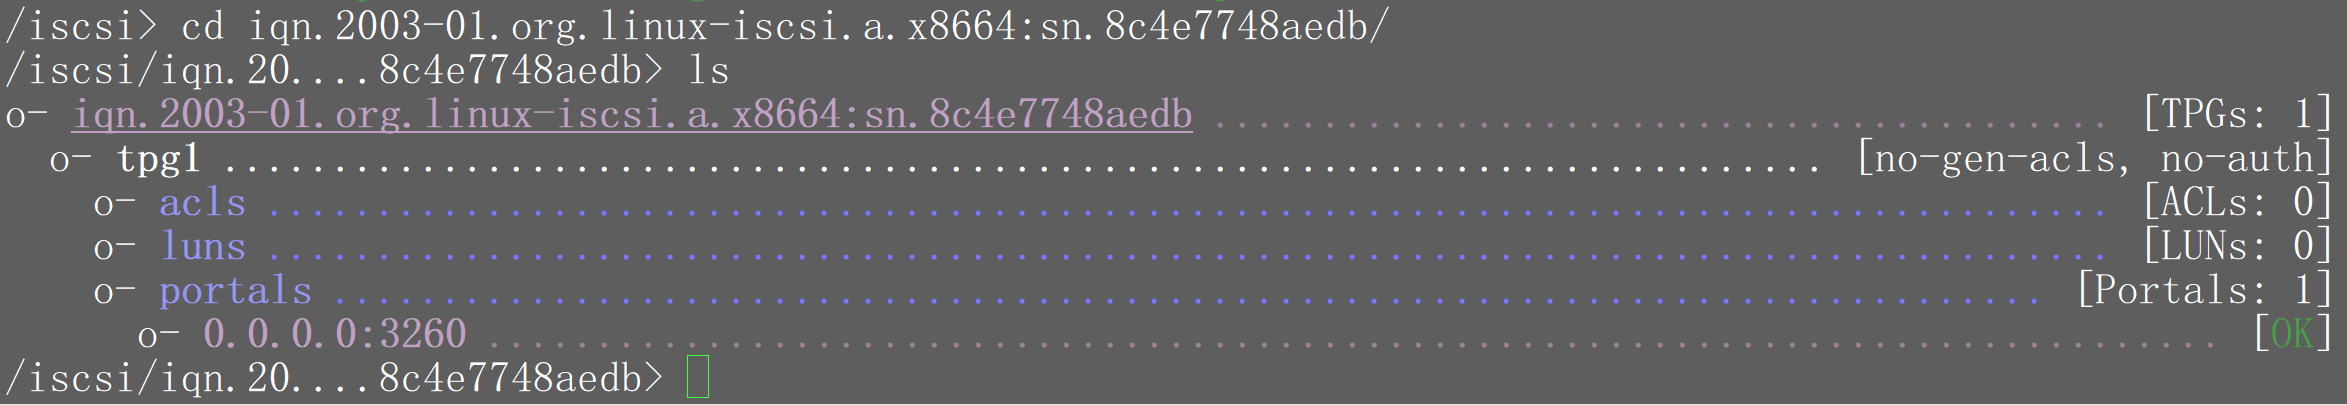 /iscsi> cd iqn.2003-01.org.linux-iscsi.a.x8664:sn.8c4e7748aedb/
/iscsi/iqn.20....8c4e7748aedb> ls
o- iqn.2003-01.org.linux-iscsi.a.x8664:sn.8c4e7748aedb ......................................... [TPGs: 1]
  o- tpg1 ......................................................................... [no-gen-acls, no-auth]
    o- acls .................................................................................... [ACLs: 0]
    o- luns .................................................................................... [LUNs: 0]
    o- portals .............................................................................. [Portals: 1]
      o- 0.0.0.0:3260 ............................................................................... [OK]
/iscsi/iqn.20....8c4e7748aedb>